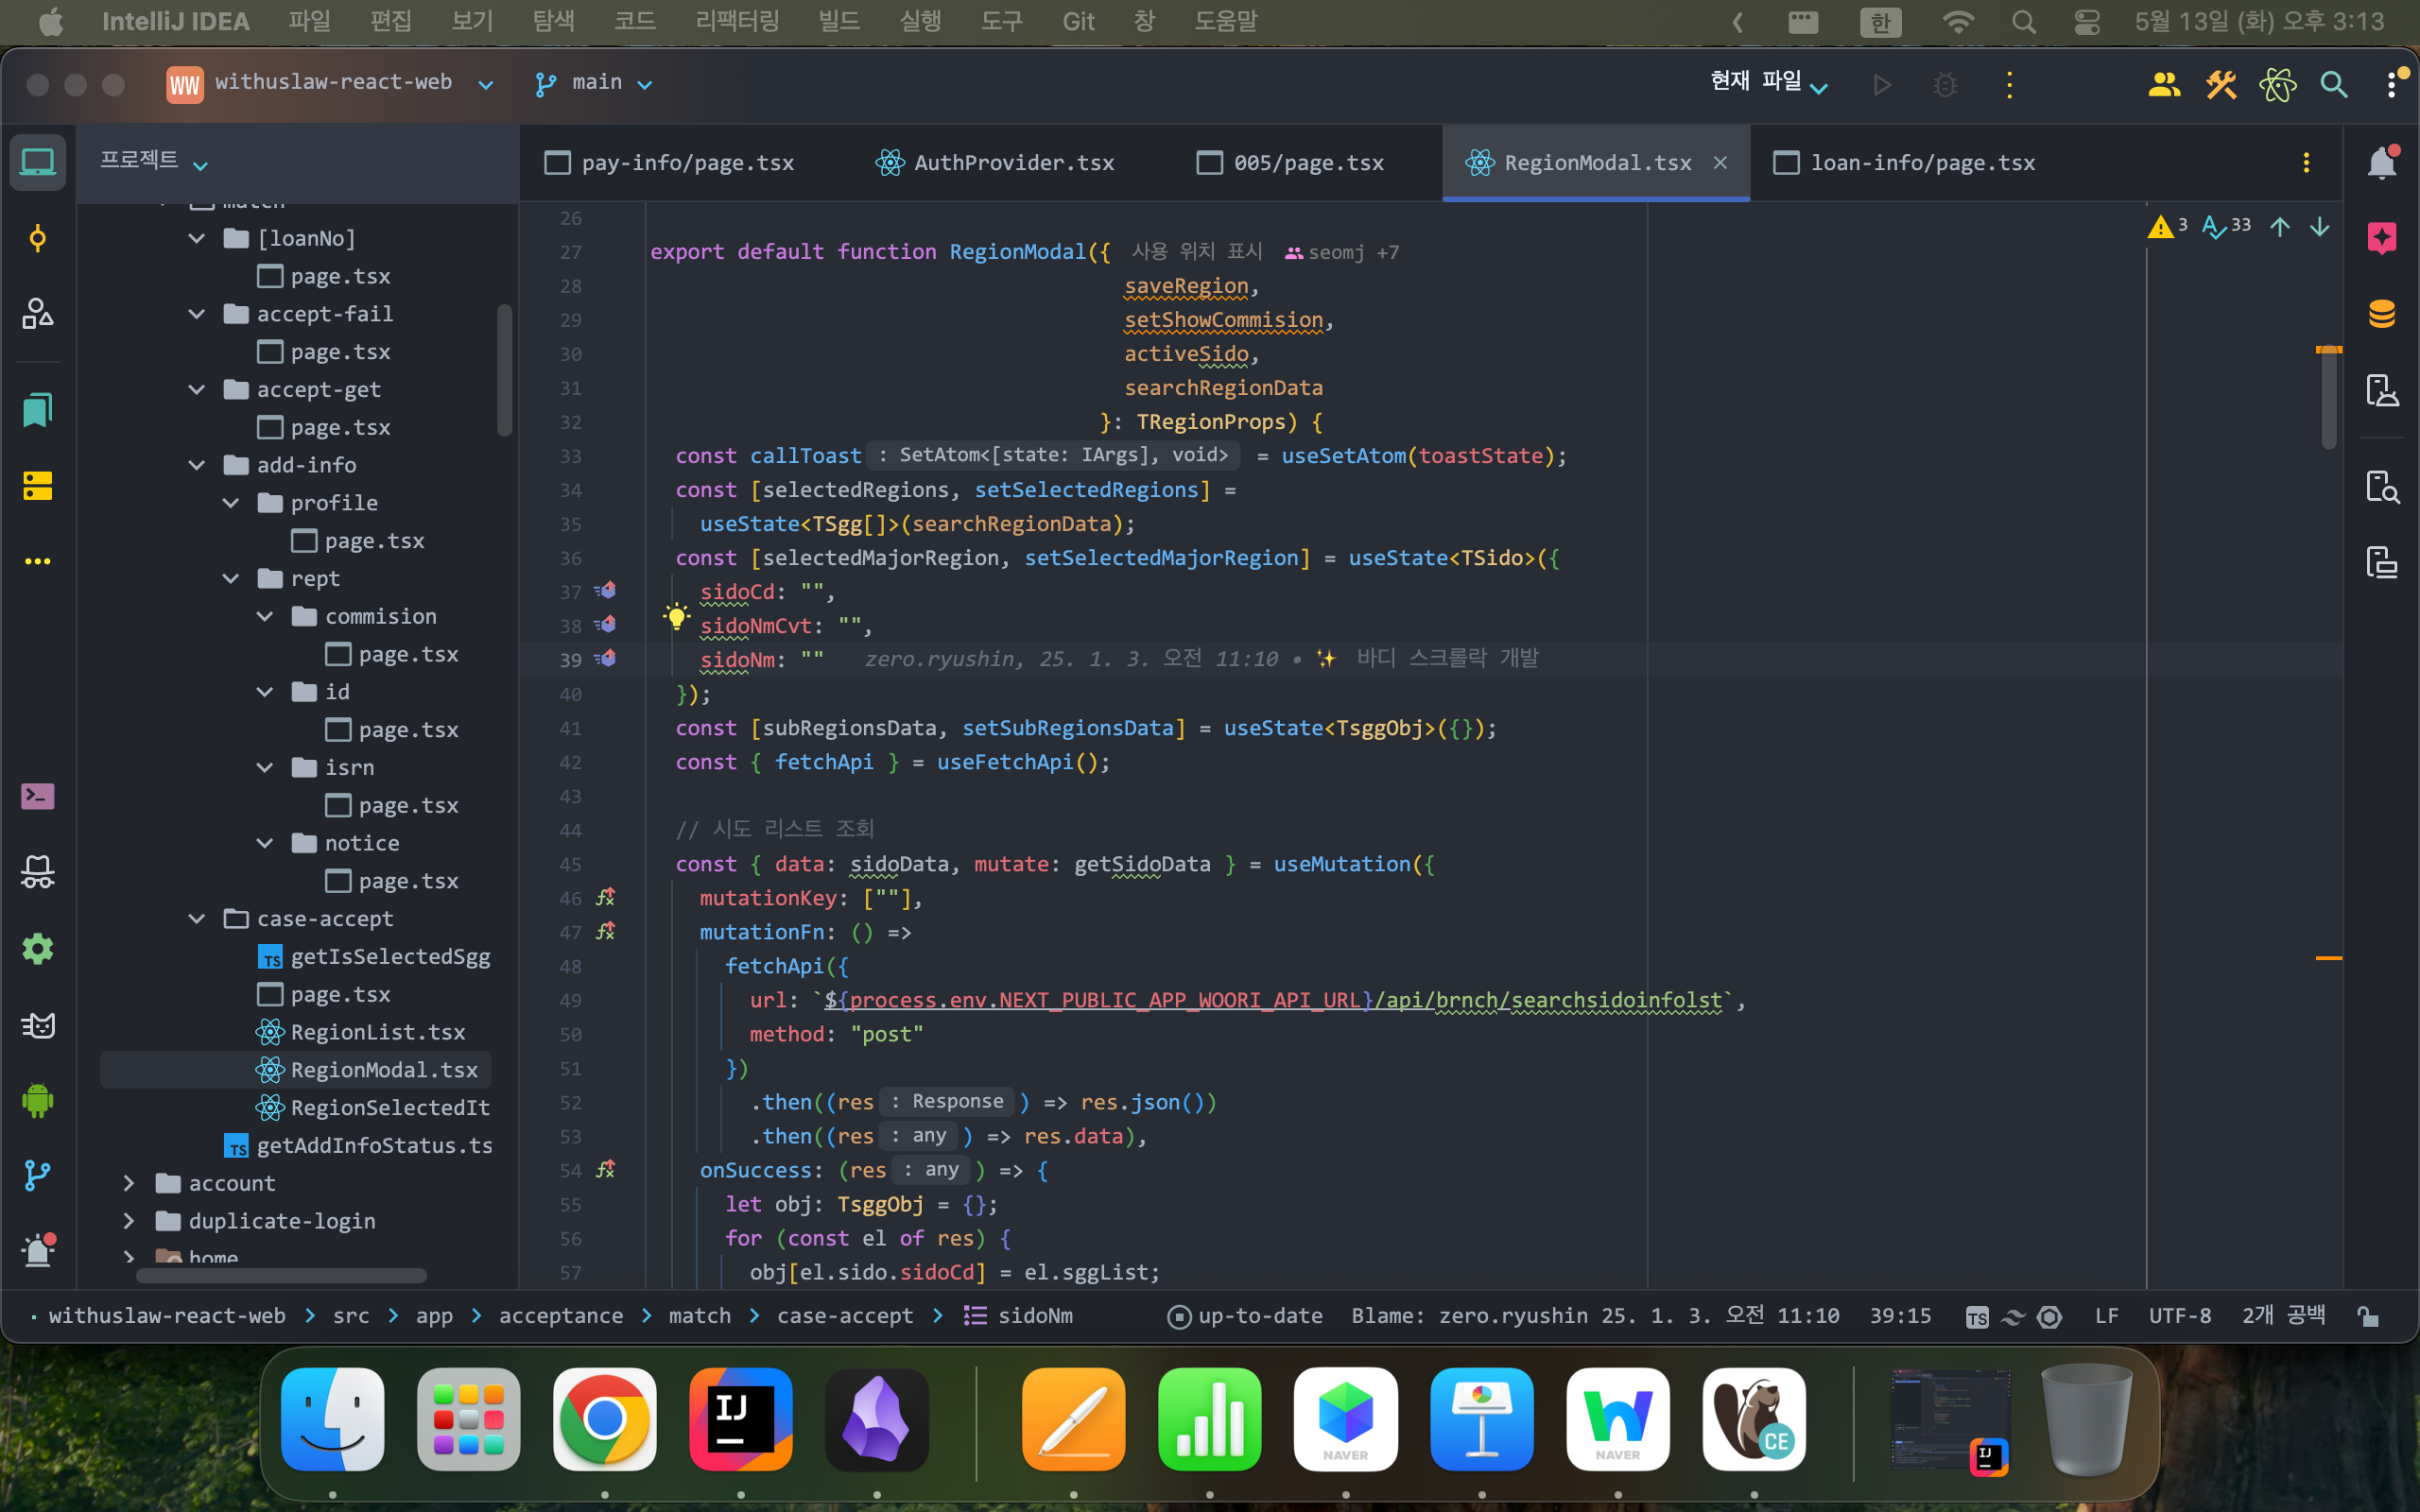 IntelliJ IDEA 파일 편집 보기 탐색 코드 리팩터링 빌드 실행 도구 Git 창 도움말 한 5월 13일 (화) 오후 3:13
WW withuslaw-react-web main 현재 파일
프로젝트
pay-info/page.tsx AuthProvider.tsx 005/page.tsx RegionModal.tsx loan-info/page.tsx
match
[loanNo]
page.tsx
accept-fail
page.tsx
accept-get
page.tsx
add-info
profile
page.tsx
rept
commision
page.tsx
id
page.tsx
isrn
page.tsx
notice
page.tsx
case-accept
TS getIsSelectedSgg
page.tsx
RegionList.tsx
RegionModal.tsx
RegionSelectedIt
TS getAddInfoStatus.ts
account
duplicate-login
home
3 33
26
27 export default function RegionModal({ 사용 위치 표시 seomj +7
28 saveRegion,
29 setShowCommision,
30 activeSido,
31 searchRegionData
32 }: TRegionProps) {
33 const callToast : SetAtom<[state: IArgs], void> = useSetAtom(toastState);
34 const [selectedRegions, setSelectedRegions] =
35 useState<TSgg[]>(searchRegionData);
36 const [selectedMajorRegion, setSelectedMajorRegion] = useState<TSido>({
37 sidoCd: "",
38 sidoNmCvt: "",
39 sidoNm: "" zero.ryushin, 25. 1. 3. 오전 11:10 • ✨ 바디 스크롤락 개발
40 });
41 const [subRegionsData, setSubRegionsData] = useState<TsggObj>({});
42 const { fetchApi } = useFetchApi();
43
44 // 시도 리스트 조회
45 const { data: sidoData, mutate: getSidoData } = useMutation({
46 mutationKey: [""],
47 mutationFn: () =>
48 fetchApi({
49 url: `${process.env.NEXT_PUBLIC_APP_WOORI_API_URL}/api/brnch/searchsidoinfolst`,
50 method: "post"
51 })
52 .then((res : Response ) => res.json())
53 .then((res : any ) => res.data),
54 onSuccess: (res : any ) => {
55 let obj: TsggObj = {};
56 for (const el of res) {
57 obj[el.sido.sidoCd] = el.sggList;
withuslaw-react-web > src > app > acceptance > match > case-accept > sidoNm up-to-date Blame: zero.ryushin 25. 1. 3. 오전 11:10 39:15 TS LF UTF-8 2개 공백
IJ NAVER NAVER CE IJ